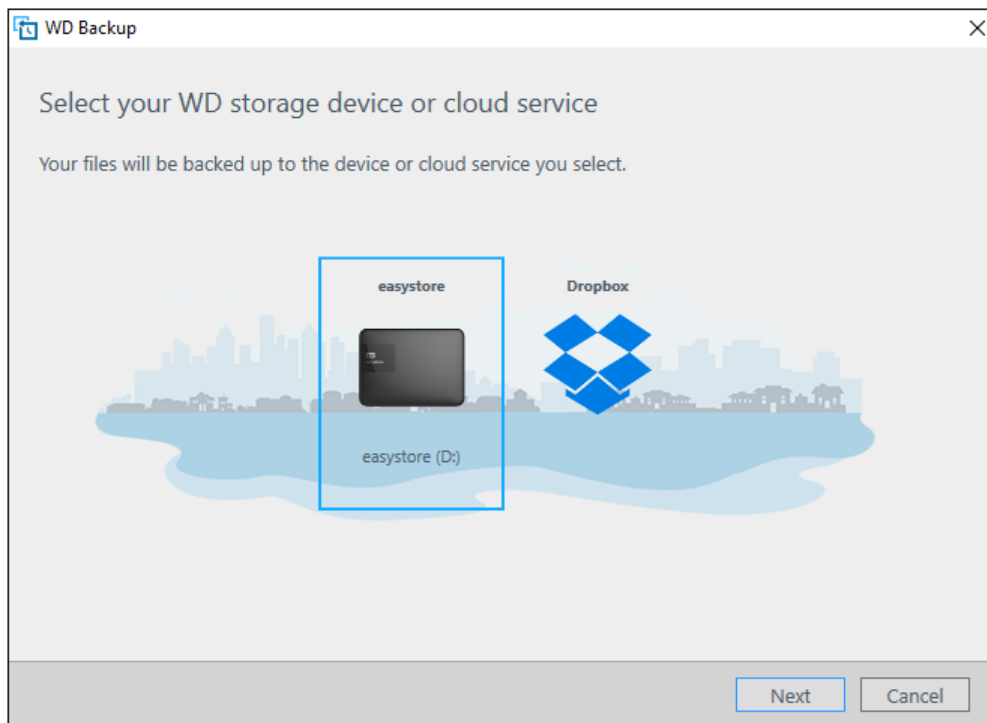 WD Backup
Select your WD storage device or cloud service
Your files will be backed up to the device or cloud service you select.
easystore
Dropbox
easystore (D:)
Next
Cancel